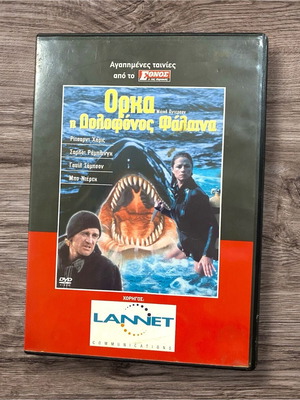 Αγαπημένες ταινίες
από το ΕΘΝΟΣ
Όρκα
η Δολοφόνος Φάλαινα
Ρίτσαρντ Χάρις
Σαρλότ Ράμπλινγκ
Γουίλ Σάμπσον
Μπο Ντέρεκ
DVD
ΧΟΡΗΓΟΣ:
LANNET
COMMUNICATIONS